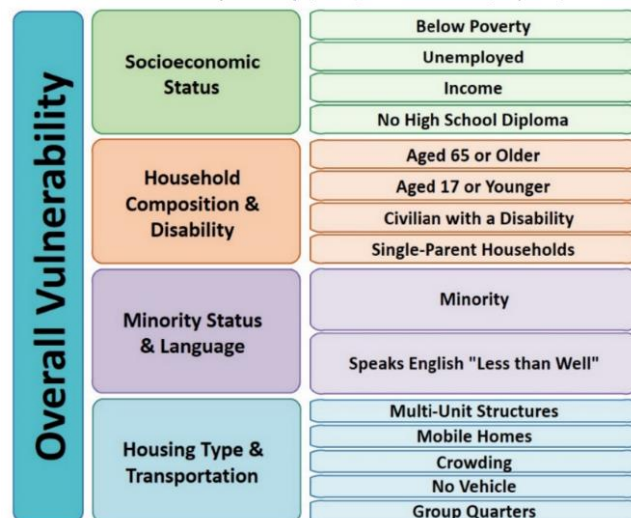 Overall Vulnerability
Socioeconomic
Status
Below Poverty
Unemployed
Income
No High School Diploma
Household
Composition &
Disability
Aged 65 or Older
Aged 17 or Younger
Civilian with a Disability
Single-Parent Households
Minority Status
& Language
Minority
Speaks English "Less than Well"
Housing Type &
Transportation
Multi-Unit Structures
Mobile Homes
Crowding
No Vehicle
Group Quarters